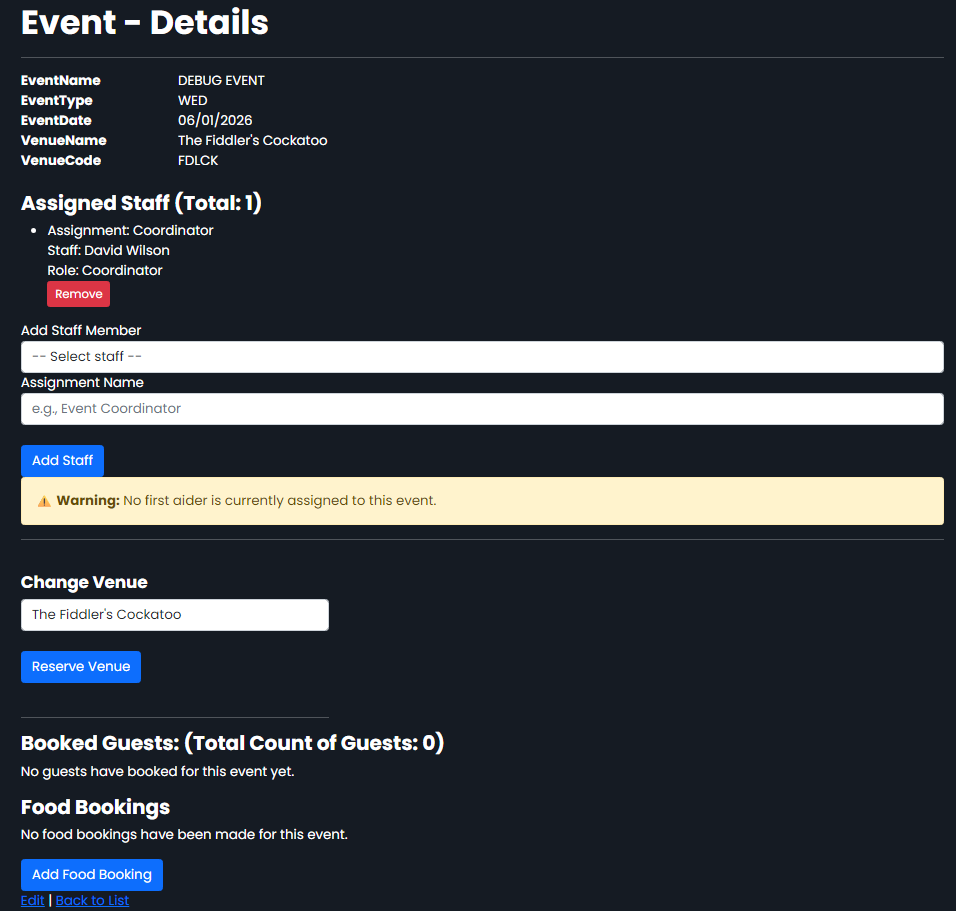 Event - Details
EventName DEBUG EVENT
EventType WED
EventDate 06/01/2026
VenueName The Fiddler's Cockatoo
VenueCode FDLCK
Assigned Staff (Total: 1)
• Assignment: Coordinator
Staff: David Wilson
Role: Coordinator
Remove
Add Staff Member
-- Select staff --
Assignment Name
e.g., Event Coordinator
Add Staff
⚠️ Warning: No first aider is currently assigned to this event.
Change Venue
The Fiddler's Cockatoo
Reserve Venue
Booked Guests: (Total Count of Guests: 0)
No guests have booked for this event yet.
Food Bookings
No food bookings have been made for this event.
Add Food Booking
Edit | Back to List